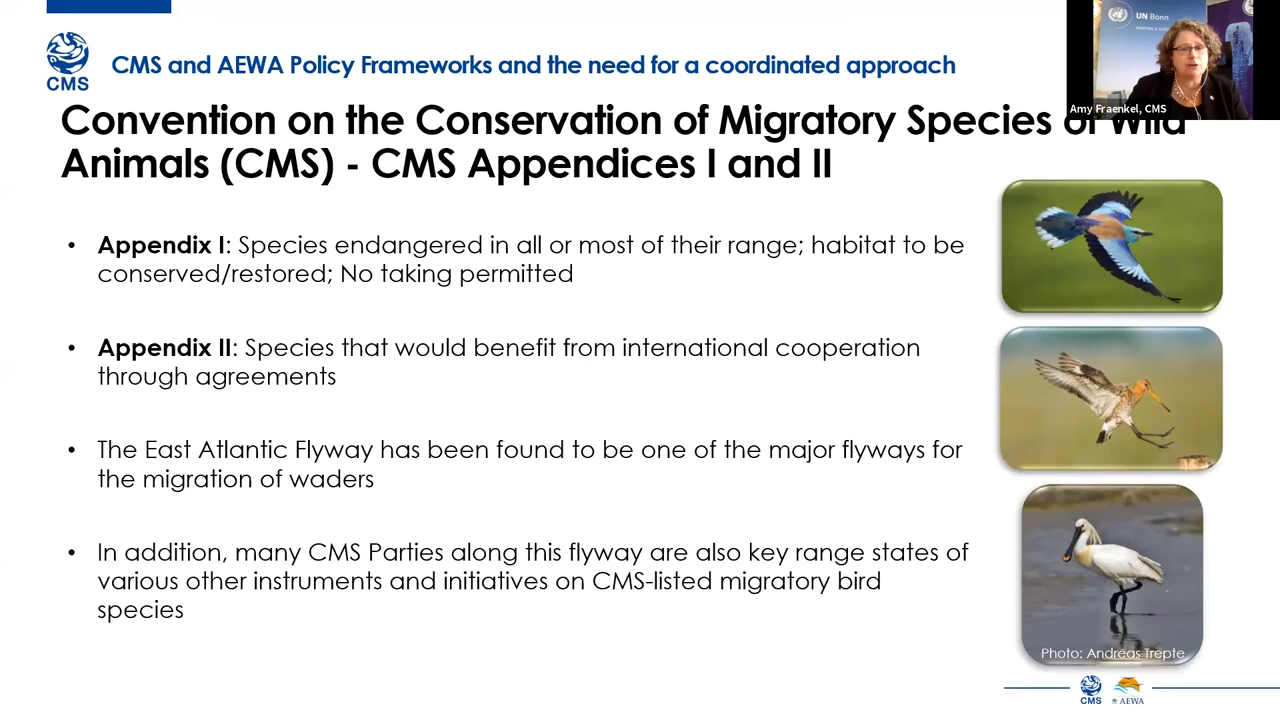 UN Bonn
Amy Fraenkel, CMS
CMS
CMS and AEWA Policy Frameworks and the need for a coordinated approach
Convention on the Conservation of Migratory Species of Wild
Animals (CMS) - CMS Appendices I and II
• Appendix I: Species endangered in all or most of their range; habitat to be
conserved/restored; No taking permitted
• Appendix II: Species that would benefit from international cooperation
through agreements
• The East Atlantic Flyway has been found to be one of the major flyways for
the migration of waders
• In addition, many CMS Parties along this flyway are also key range states of
various other instruments and initiatives on CMS-listed migratory bird
species
Photo: Andreas Trepte
CMS
AEWA